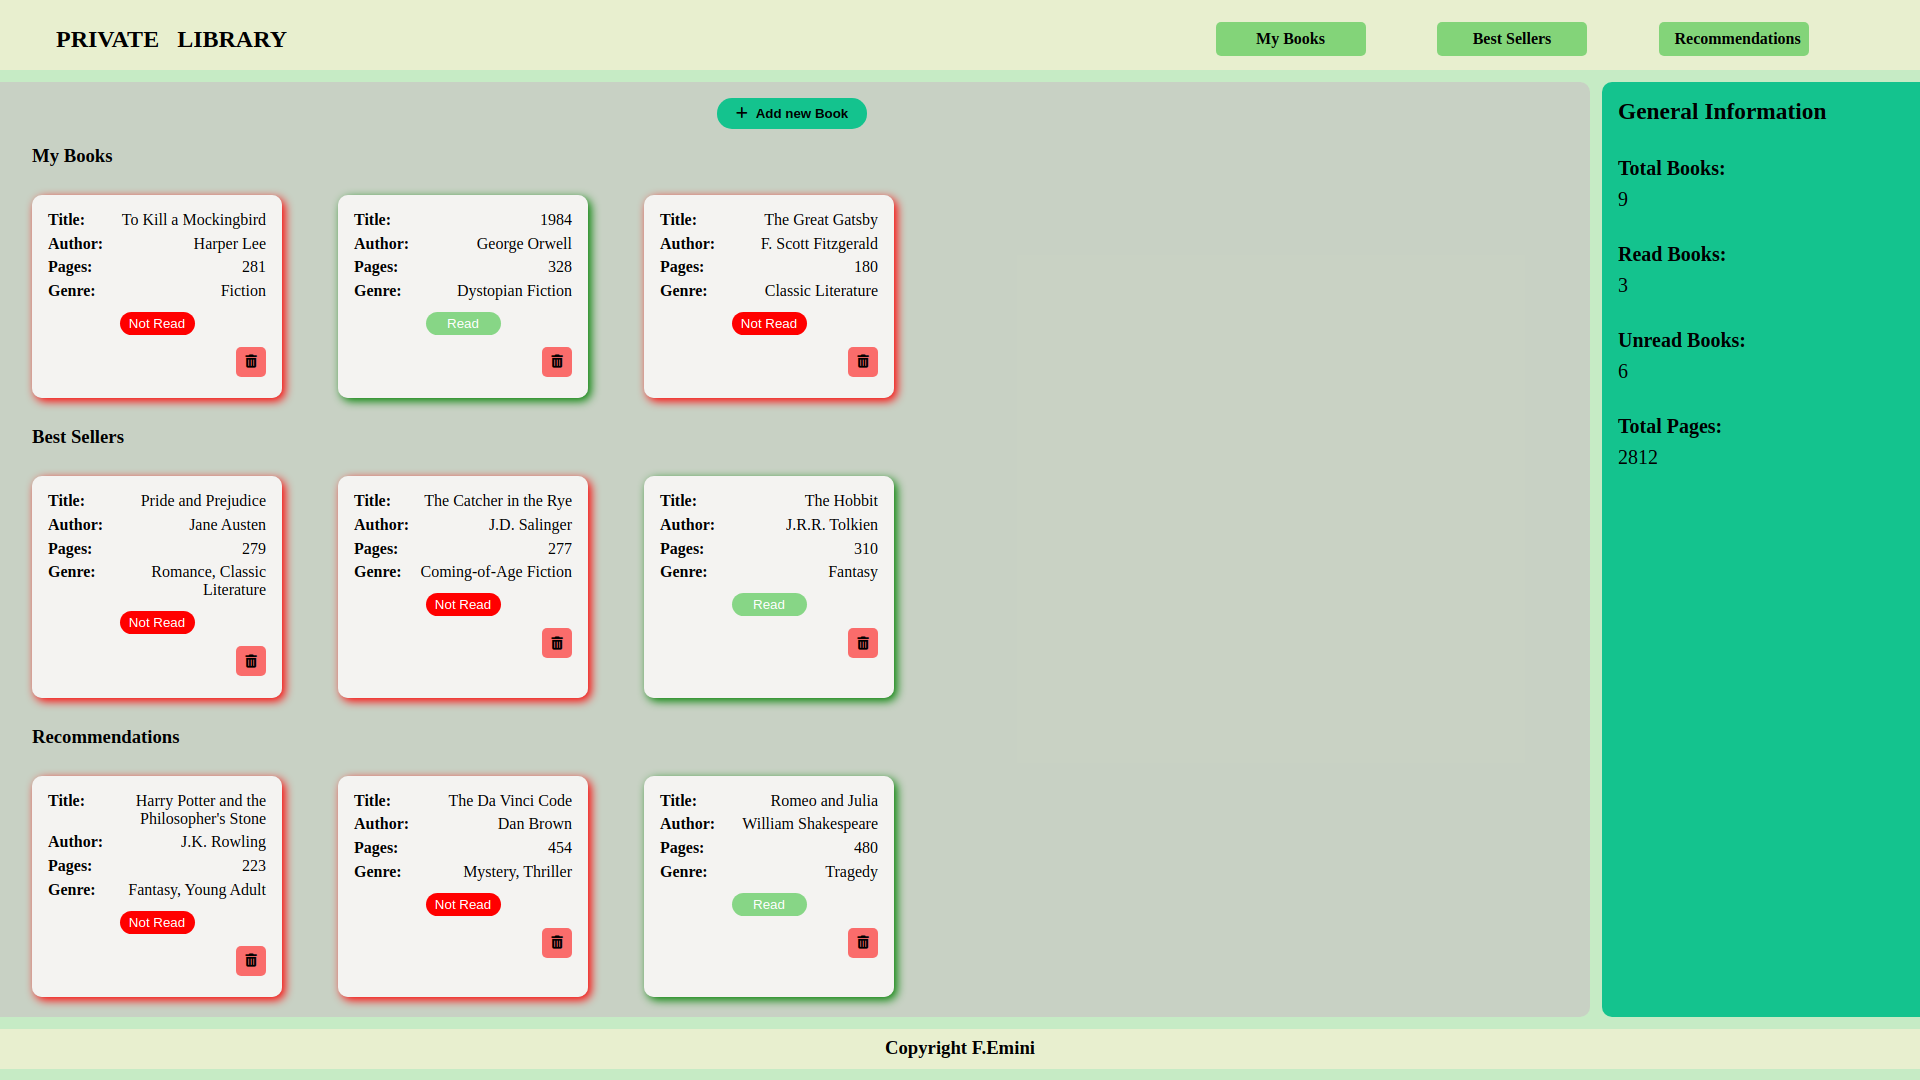 PRIVATE LIBRARY
My Books
Best Sellers
Recommendations
+ Add new Book
My Books
Title: To Kill a Mockingbird
Author: Harper Lee
Pages: 281
Genre: Fiction
Not Read
Title: 1984
Author: George Orwell
Pages: 328
Genre: Dystopian Fiction
Read
Title: The Great Gatsby
Author: F. Scott Fitzgerald
Pages: 180
Genre: Classic Literature
Not Read
Best Sellers
Title: Pride and Prejudice
Author: Jane Austen
Pages: 279
Genre: Romance, Classic
Literature
Not Read
Title: The Catcher in the Rye
Author: J.D. Salinger
Pages: 277
Genre: Coming-of-Age Fiction
Not Read
Title: The Hobbit
Author: J.R.R. Tolkien
Pages: 310
Genre: Fantasy
Read
Recommendations
Title: Harry Potter and the
Philosopher's Stone
Author: J.K. Rowling
Pages: 223
Genre: Fantasy, Young Adult
Not Read
Title: The Da Vinci Code
Author: Dan Brown
Pages: 454
Genre: Mystery, Thriller
Not Read
Title: Romeo and Julia
Author: William Shakespeare
Pages: 480
Genre: Tragedy
Read
General Information
Total Books:
9
Read Books:
3
Unread Books:
6
Total Pages:
2812
Copyright F.Emini